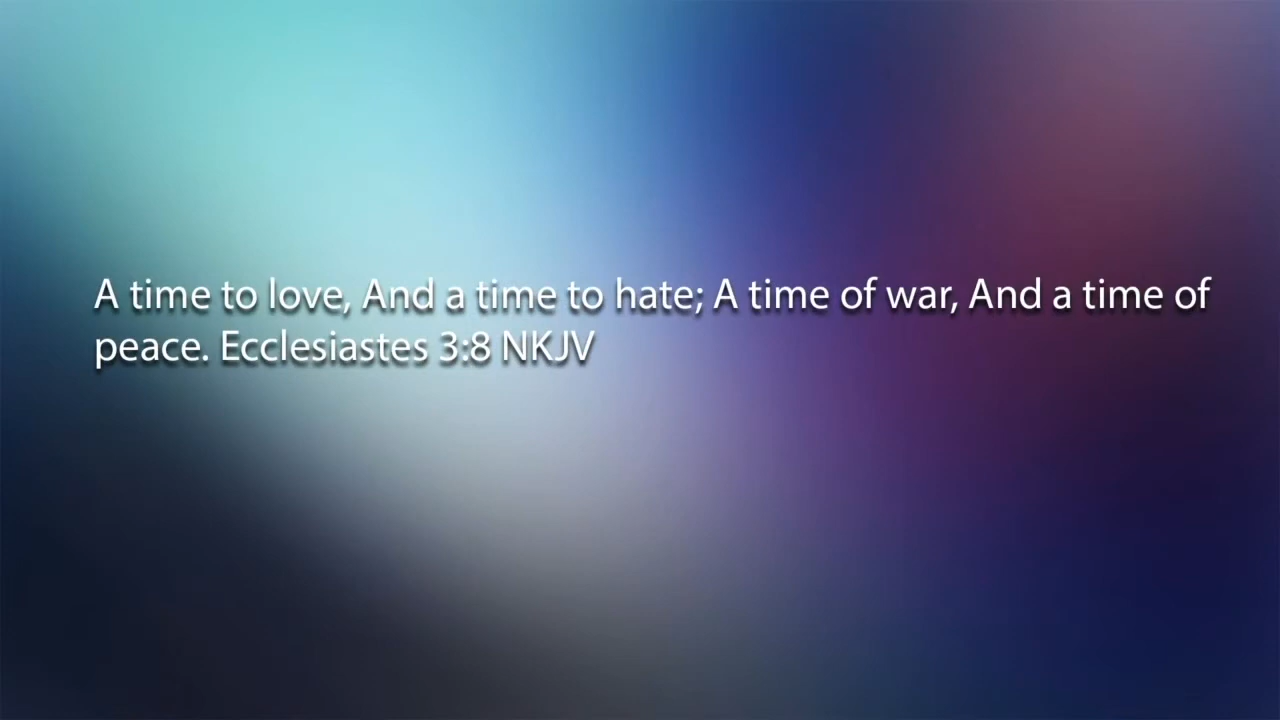 A time to love, And a time to hate; A time of war, And a time of
peace. Ecclesiastes 3:8 NKJV